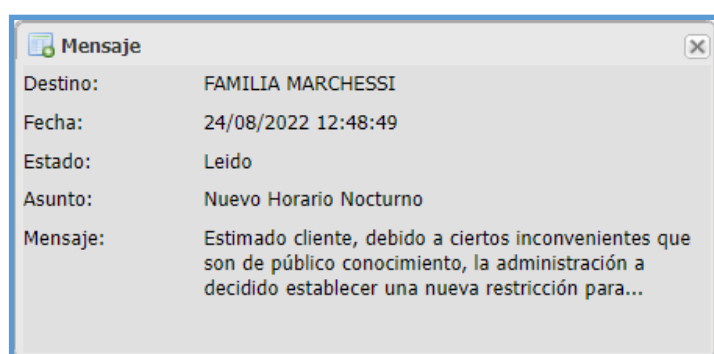 Mensaje
Destino: FAMILIA MARCHESSI
Fecha: 24/08/2022 12:48:49
Estado: Leido
Asunto: Nuevo Horario Nocturno
Mensaje: Estimado cliente, debido a ciertos inconvenientes que
son de público conocimiento, la administración a
decidido establecer una nueva restricción para...